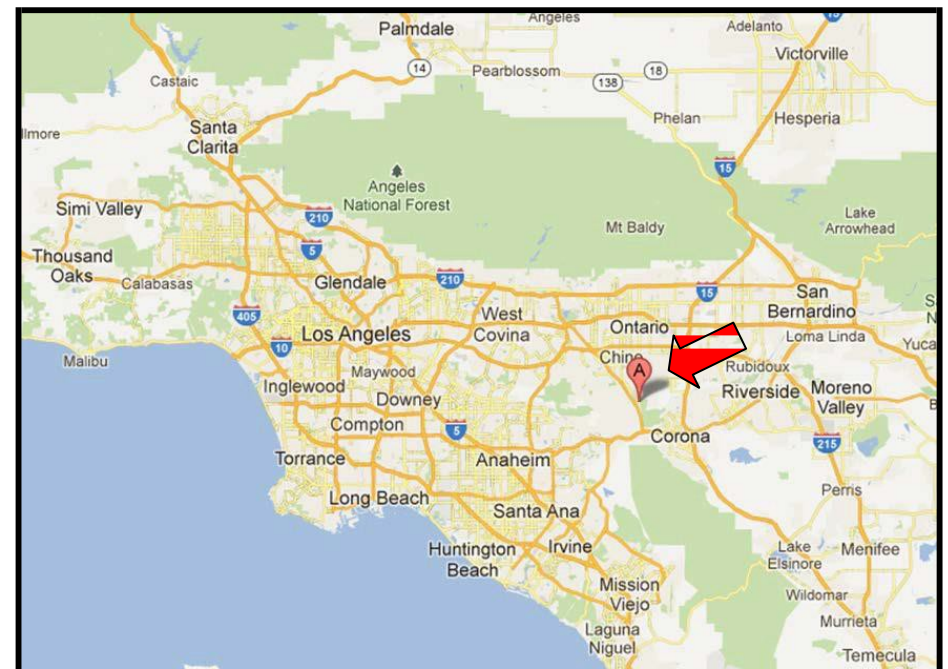 Angeles
Palmdale
Adelanto
15
Victorville
14
Pearblossom
18
138
Castaic
Phelan
Hesperia
llmore
Santa
Clarita
15
Angeles
National Forest
Simi Valley
210
Mt Baldy
Lake
Arrowhead
5
Thousand
Oaks
Calabasas
Glendale
210
15
San
Bernardino
S
N
405
West
Covina
Ontario
Los Angeles
Loma Linda
Yuca
10
Malibu
Maywood
Chino
A
Rubidoux
Inglewood
Downey
Riverside
Moreno
Valley
B
Compton
5
Corona
215
Torrance
Anaheim
Long Beach
Perris
Santa Ana
Huntington
Beach
Irvine
Lake
Elsinore
Menifee
Mission
Viejo
Wildomar
Laguna
Niguel
Murrieta
Temecula